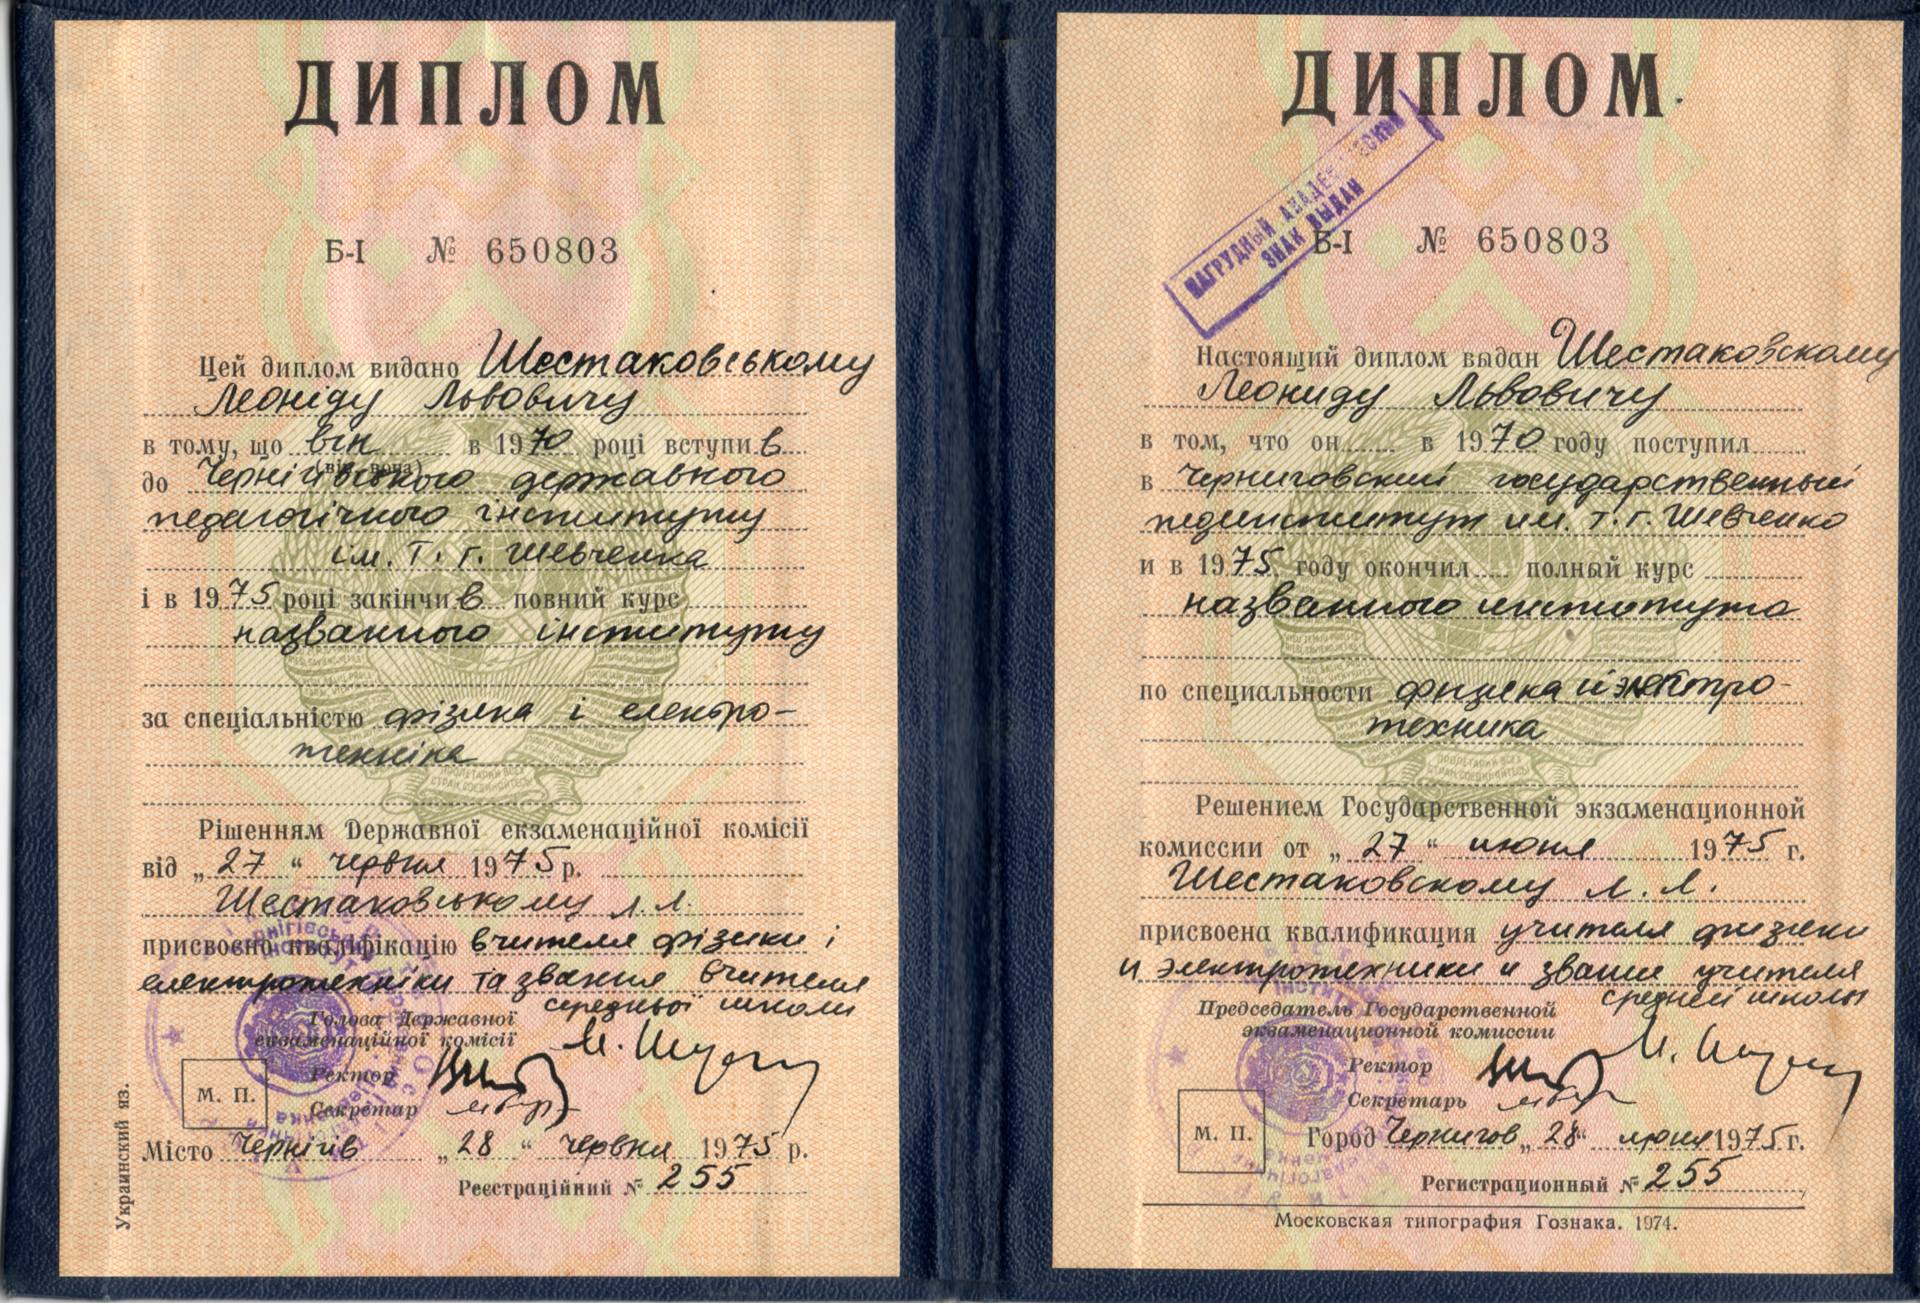 ДИПЛОМ
Б-I № 650803
Цей диплом видано Шестаковському
Леоніду Львовичу
в тому, що він в 1970 році вступив
(він, вона)
до Чернігівського державного
педагогічного інституту
ім. Т. Г. Шевченка
і в 1975 році закінчив повний курс
названного інституту
за спеціальністю фізика і електро-
техніка
Рішенням Державної екзаменаційної комісії
від „27“ червня 1975 р.
Шестаковському Л. Л.
присвоєно кваліфікацію вчителя фізики і
електротехніки та звання вчителя
середньої школи
Голова Державної
екзаменаційної комісії
Ректор
М. П.
Секретар
Місто Чернігів „28“ червня 1975 р.
Реєстраційний № 255
Украинский яз.
ДИПЛОМ
НАГРУДНЫЙ АКАДЕМИЧЕСКИЙ
ЗНАК ВЫДАН
Б-I № 650803
Настоящий диплом выдан Шестаковскому
Леониду Львовичу
в том, что он в 1970 году поступил
в Черниговский государственный
пединститут им. Т. Г. Шевченко
и в 1975 году окончил полный курс
названного института
по специальности физика и электро-
техника
Решением Государственной экзаменационной
комиссии от „27“ июня 1975 г.
Шестаковскому Л. Л.
присвоена квалификация учителя физики
и электротехники и звание учителя
средней школы
Председатель Государственной
экзаменационной комиссии
Ректор
Секретарь
М. П.
Город Чернигов „28“ июня 1975 г.
Регистрационный № 255
Московская типография Гознака. 1974.